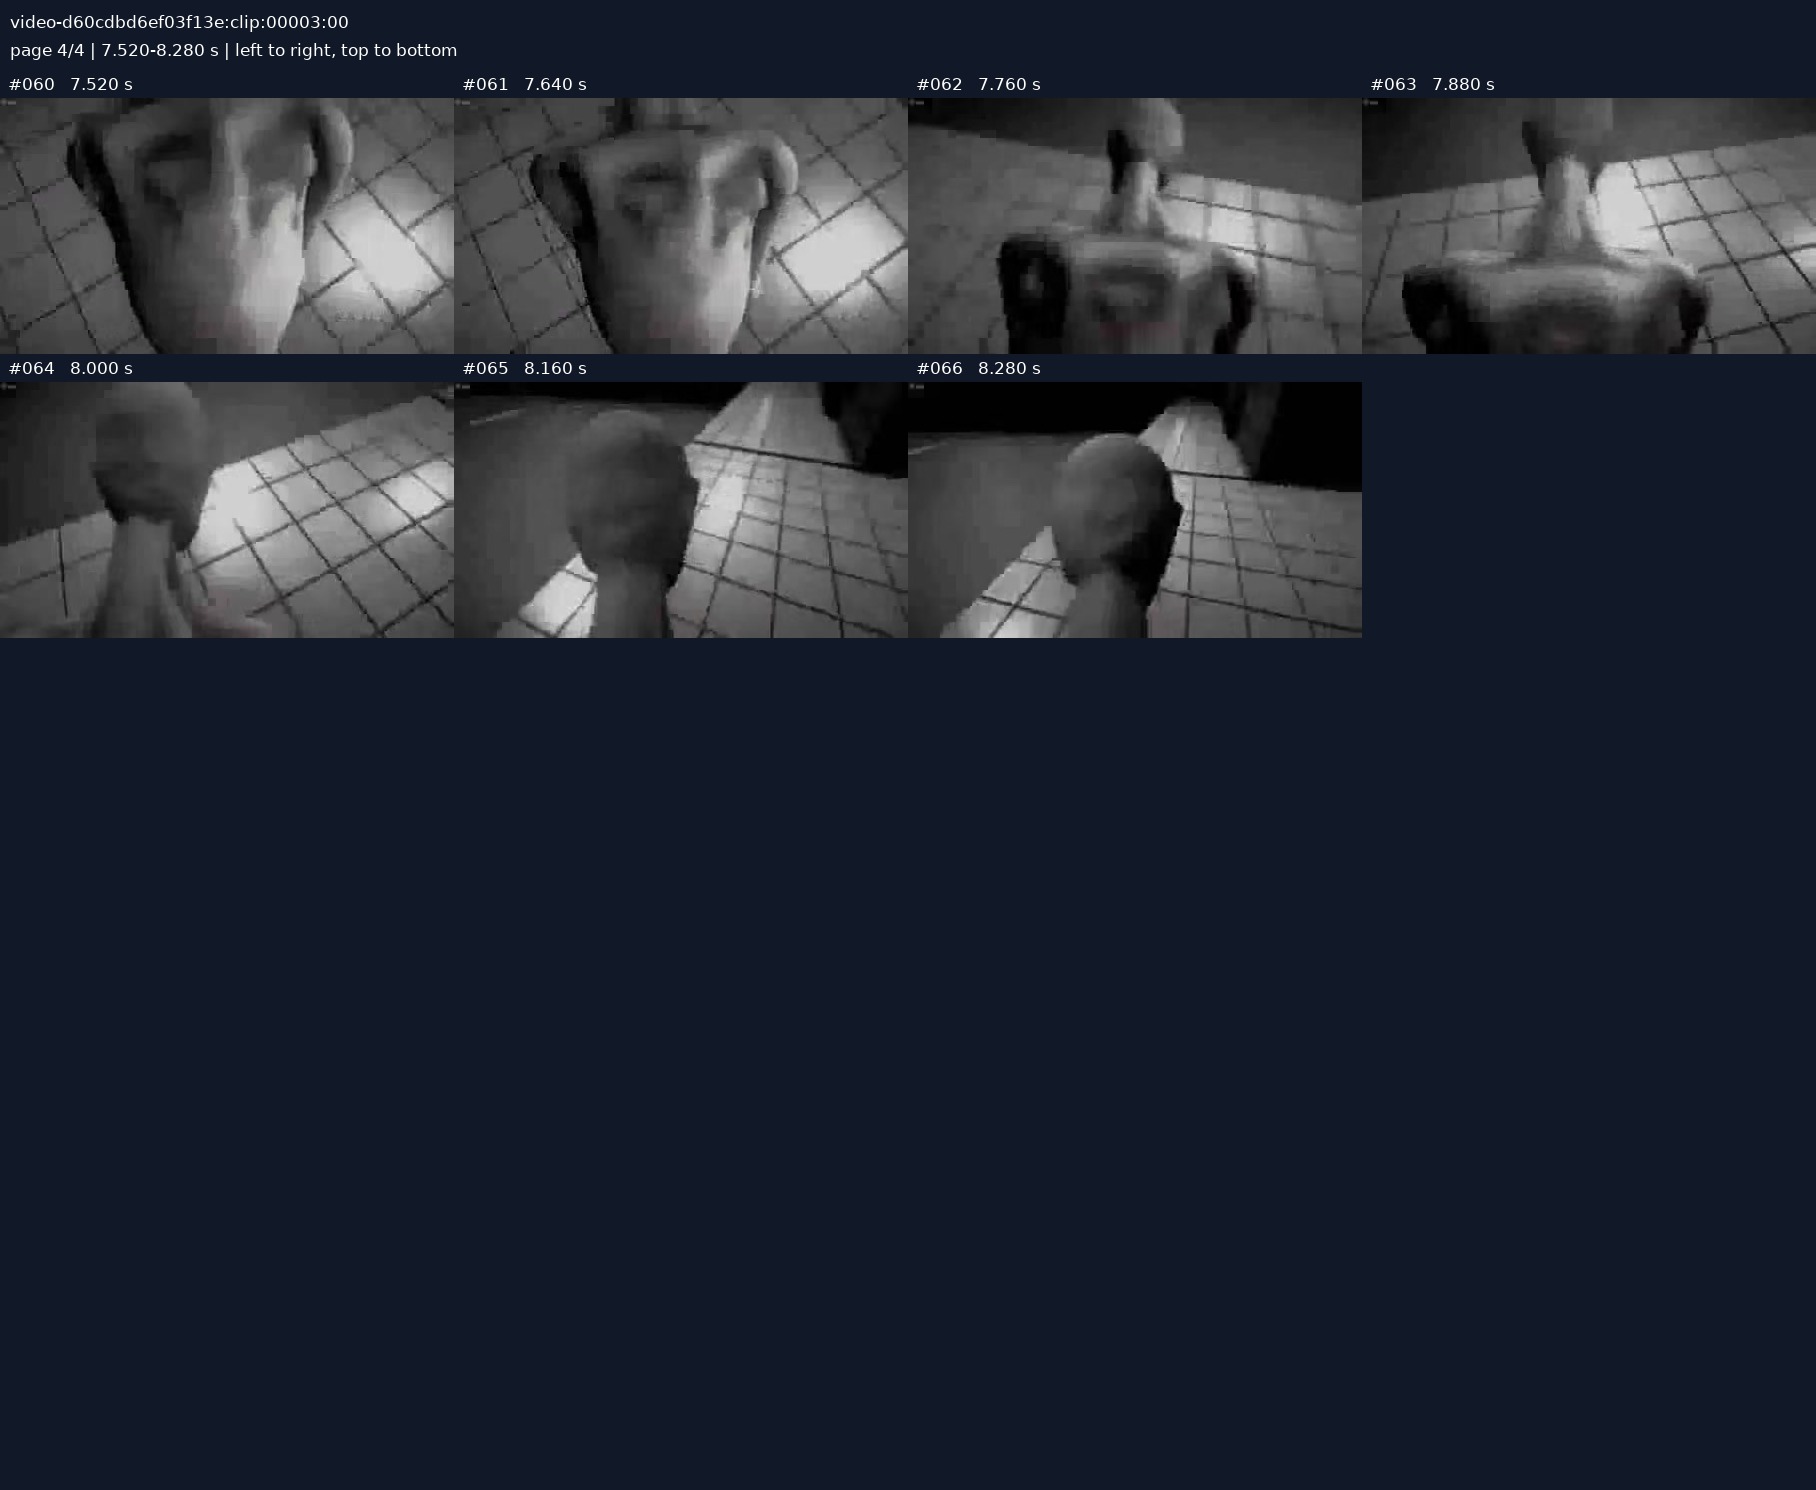 video-d60cdbd6ef03f13e:clip:00003:00
page 4/4 | 7.520-8.280 s | left to right, top to bottom
#060 7.520 s
#061 7.640 s
#062 7.760 s
#063 7.880 s
#064 8.000 s
#065 8.160 s
#066 8.280 s